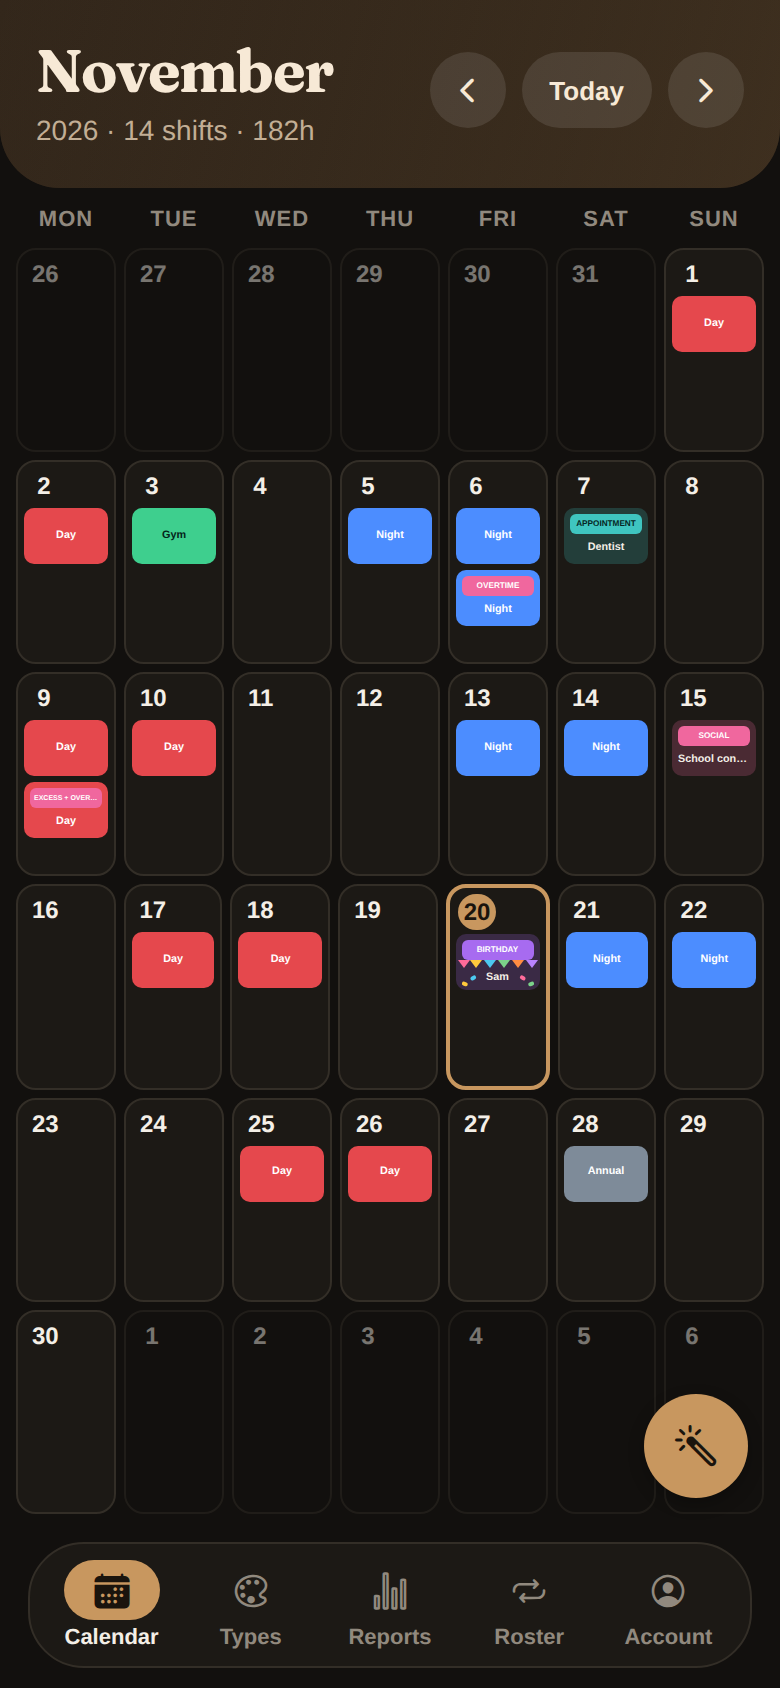 November
2026 · 14 shifts · 182h
Today
MON TUE WED THU FRI SAT SUN
26 27 28 29 30 31 1
Day
2 3 4 5 6 7 8
Day Gym Night Night APPOINTMENT
Dentist
OVERTIME
Night
9 10 11 12 13 14 15
Day Day Night Night SOCIAL
School con...
EXCESS + OVER...
Day
16 17 18 19 20 21 22
Day Day BIRTHDAY Night Night
Sam
23 24 25 26 27 28 29
Day Day Annual
30 1 2 3 4 5 6
Calendar Types Reports Roster Account